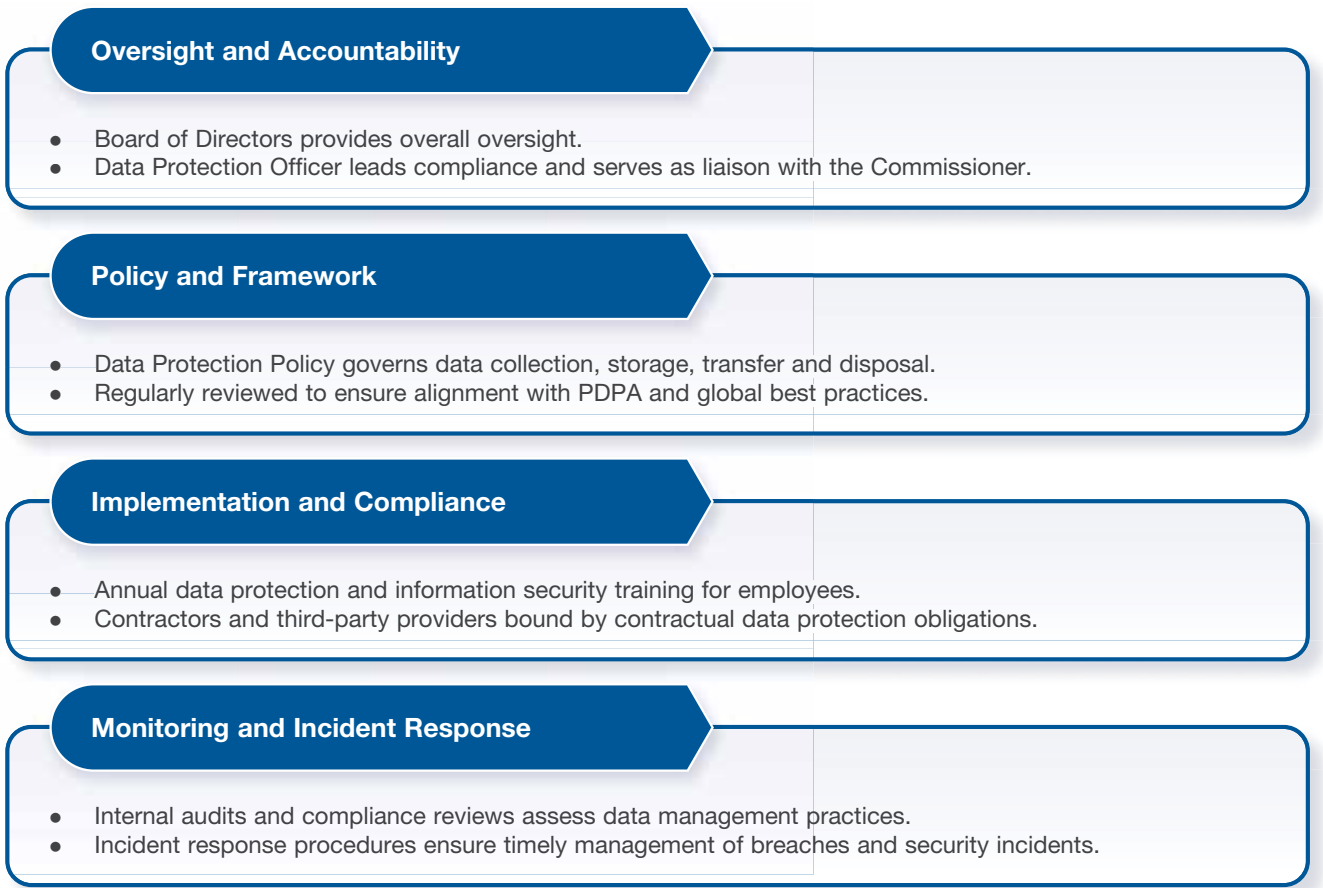 Oversight and Accountability
● Board of Directors provides overall oversight.
● Data Protection Officer leads compliance and serves as liaison with the Commissioner.
Policy and Framework
● Data Protection Policy governs data collection, storage, transfer and disposal.
● Regularly reviewed to ensure alignment with PDPA and global best practices.
Implementation and Compliance
● Annual data protection and information security training for employees.
● Contractors and third-party providers bound by contractual data protection obligations.
Monitoring and Incident Response
● Internal audits and compliance reviews assess data management practices.
● Incident response procedures ensure timely management of breaches and security incidents.